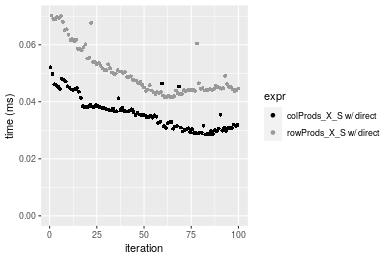 0.06
0.04
0.02
0.00
0
25
50
75
100
iteration
time (ms)
expr
colProds_X_S w/ direct
rowProds_X_S w/ direct